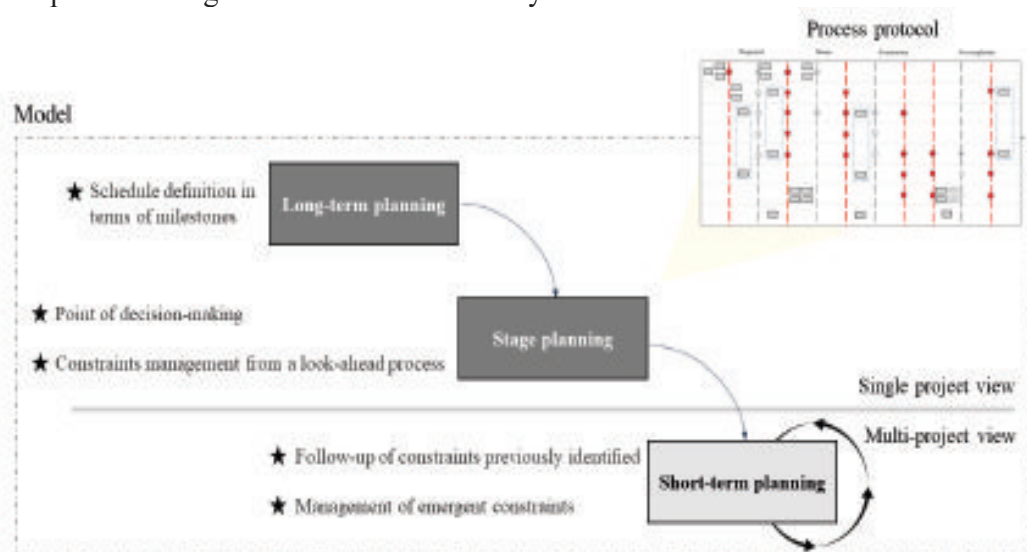 Process protocol
Model
★ Schedule definition in
terms of milestones
Long-term planning
★ Point of decision-making
Stage planning
★ Constraints management from a look-ahead process
Single project view
Multi-project view
★ Follow-up of constraints previously identified
Short-term planning
★ Management of emergent constraints